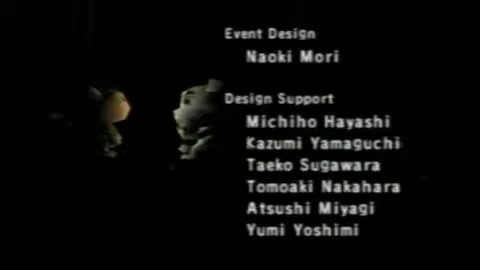 Event Design
Naoki Mori
Design Support
Michiho Hayashi
Kazumi Yamaguchi
Taeko Sugawara
Tomoaki Nakahara
Atsushi Miyagi
Yumi Yoshimi